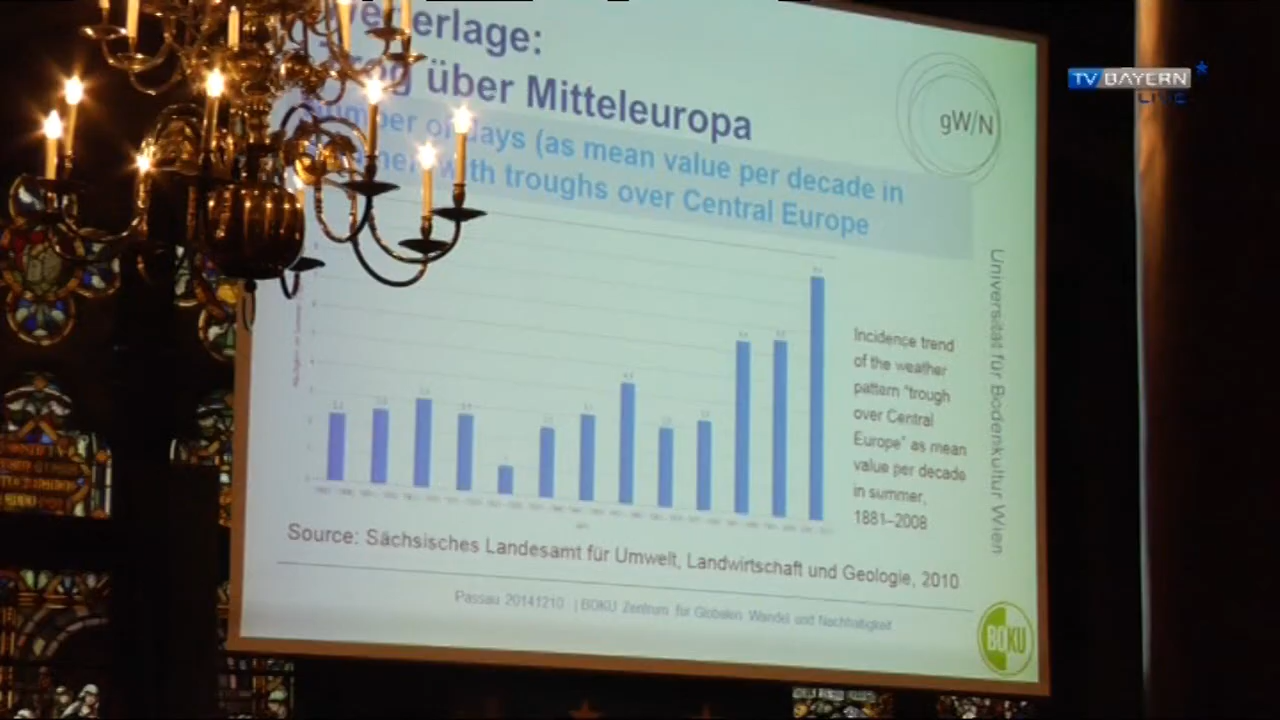 erlage:
über Mitteleuropa
TV BAYERN
LIVE
gW/N
days (as mean value per decade in
with troughs over Central Europe
Incidence trend
of the weather
pattern "trough
over Central
Europe" as mean
value per decade
in summer,
1881–2008
Universität für Bodenkultur Wien
Source: Sächsisches Landesamt für Umwelt, Landwirtschaft und Geologie, 2010
Passau 20141210 | BOKU Zentrum für Globalen Wandel und Nachhaltigkeit
BOKU